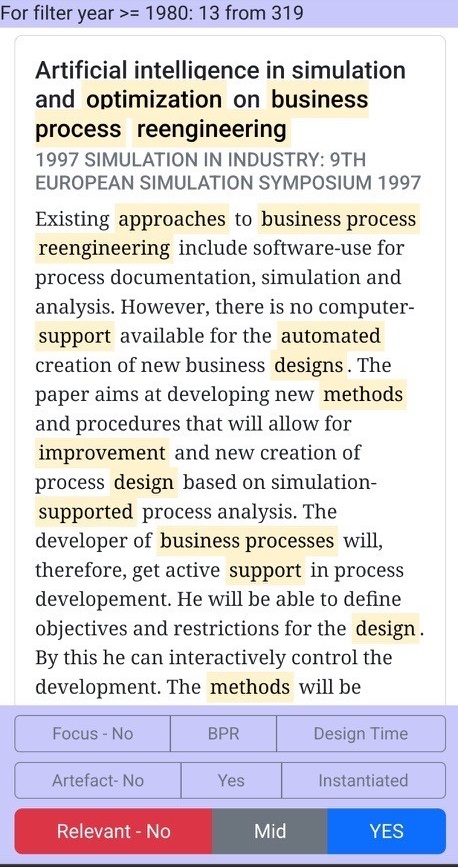 For filter year >= 1980: 13 from 319
Artificial intelligence in simulation
and optimization on business
process reengineering
1997 SIMULATION IN INDUSTRY: 9TH
EUROPEAN SIMULATION SYMPOSIUM 1997
Existing approaches to business process
reengineering include software-use for
process documentation, simulation and
analysis. However, there is no computer-
support available for the automated
creation of new business designs. The
paper aims at developing new methods
and procedures that will allow for
improvement and new creation of
process design based on simulation-
supported process analysis. The
developer of business processes will,
therefore, get active support in process
developement. He will be able to define
objectives and restrictions for the design.
By this he can interactively control the
development. The methods will be
Focus - No BPR Design Time
Artefact- No Yes Instantiated
Relevant - No Mid YES